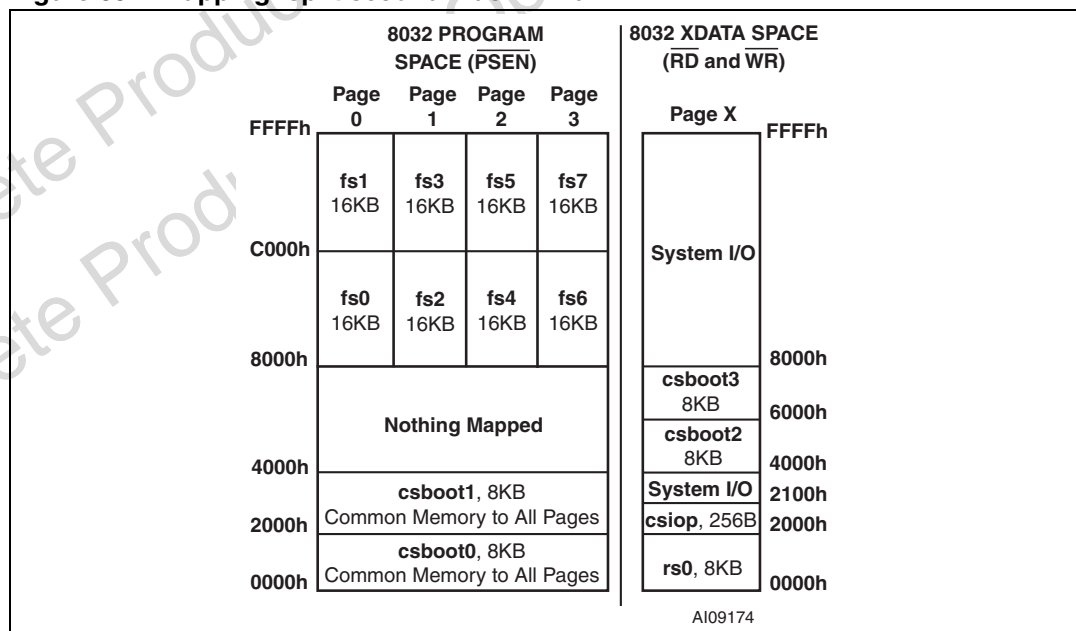 8032 PROGRAM
SPACE (PSEN)
8032 XDATA SPACE
(RD and WR)
Page 0
Page 1
Page 2
Page 3
Page X
FFFFh
FFFFh
fs1
16KB
fs3
16KB
fs5
16KB
fs7
16KB
C000h
System I/O
fs0
16KB
fs2
16KB
fs4
16KB
fs6
16KB
8000h
8000h
Nothing Mapped
csboot3
8KB
6000h
csboot2
8KB
4000h
4000h
csboot1, 8KB
Common Memory to All Pages
System I/O
2100h
2000h
csiop, 256B
2000h
csboot0, 8KB
Common Memory to All Pages
rs0, 8KB
0000h
0000h
AI09174